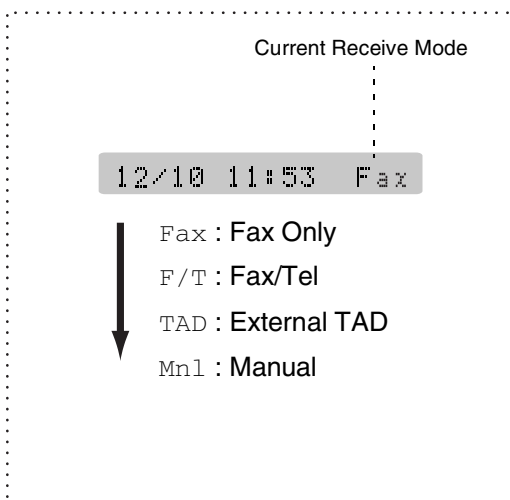 Current Receive Mode
12/10 11:53 Fax
Fax : Fax Only
F/T : Fax/Tel
TAD : External TAD
Mnl : Manual